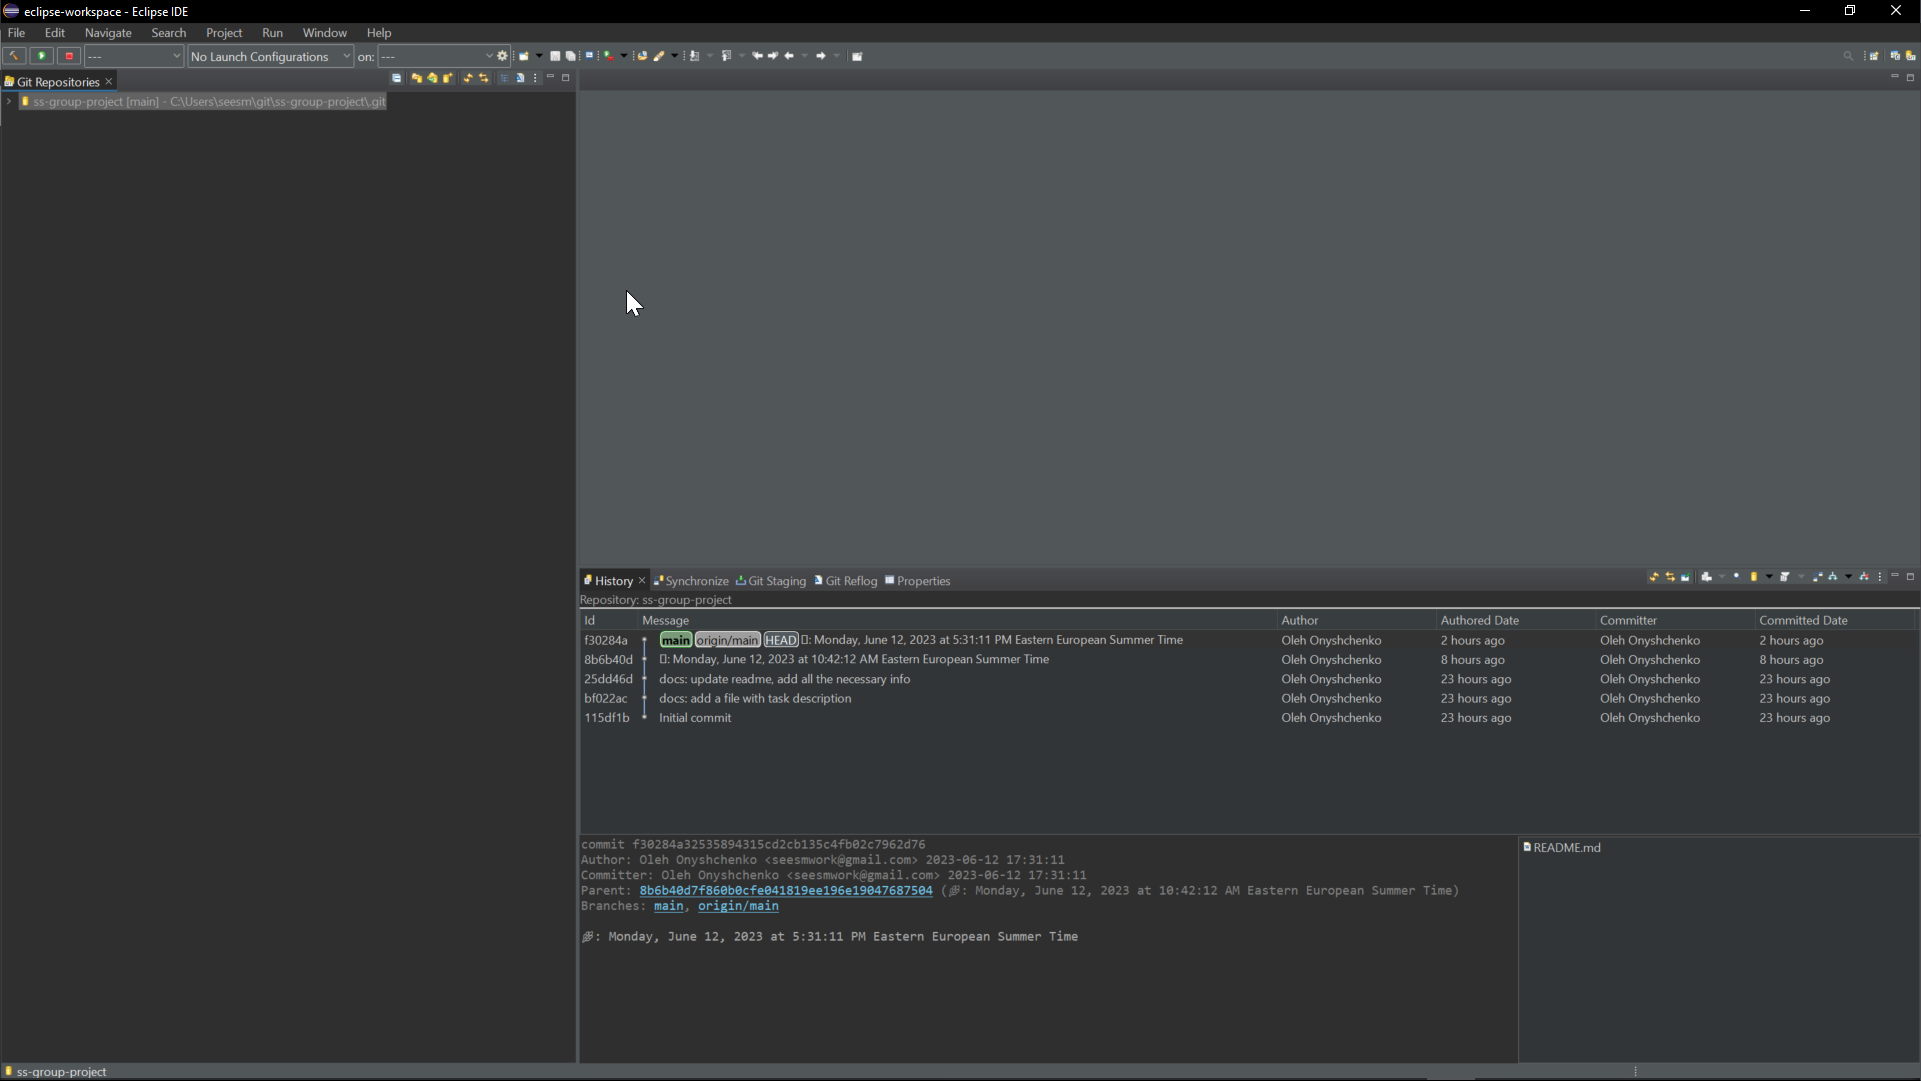 eclipse-workspace - Eclipse IDE
File Edit Navigate Search Project Run Window Help
--- No Launch Configurations on: ---
Git Repositories
ss-group-project [main] - C:\Users\seesm\git\ss-group-project\.git
History Synchronize Git Staging Git Reflog Properties
Repository: ss-group-project
Id Message Author Authored Date Committer Committed Date
f30284a main origin/main HEAD : Monday, June 12, 2023 at 5:31:11 PM Eastern European Summer Time Oleh Onyshchenko 2 hours ago Oleh Onyshchenko 2 hours ago
8b6b40d : Monday, June 12, 2023 at 10:42:12 AM Eastern European Summer Time Oleh Onyshchenko 8 hours ago Oleh Onyshchenko 8 hours ago
25dd46d docs: update readme, add all the necessary info Oleh Onyshchenko 23 hours ago Oleh Onyshchenko 23 hours ago
bf022ac docs: add a file with task description Oleh Onyshchenko 23 hours ago Oleh Onyshchenko 23 hours ago
115df1b Initial commit Oleh Onyshchenko 23 hours ago Oleh Onyshchenko 23 hours ago
commit f30284a32535894315cd2cb135c4fb02c7962d76
Author: Oleh Onyshchenko <seesmwork@gmail.com> 2023-06-12 17:31:11
Committer: Oleh Onyshchenko <seesmwork@gmail.com> 2023-06-12 17:31:11
Parent: 8b6b40d7f860b0cfe041819ee196e19047687504 (: Monday, June 12, 2023 at 10:42:12 AM Eastern European Summer Time)
Branches: main, origin/main
: Monday, June 12, 2023 at 5:31:11 PM Eastern European Summer Time
README.md
ss-group-project